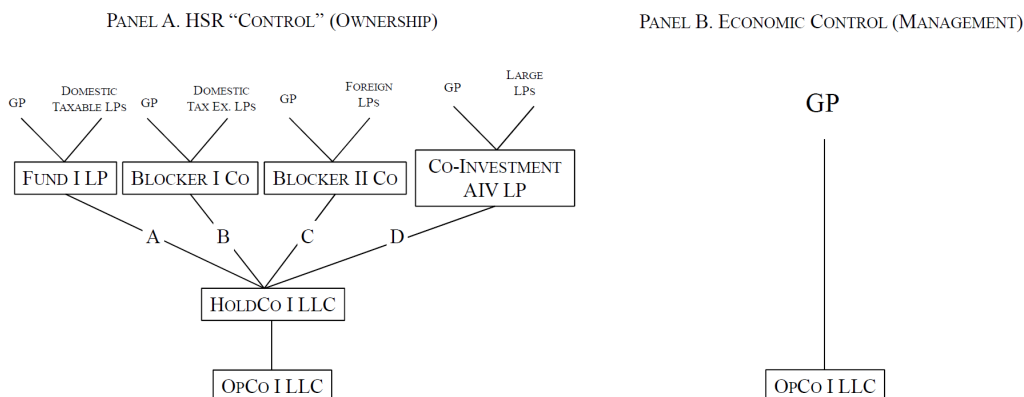 PANEL A. HSR “CONTROL” (OWNERSHIP)
PANEL B. ECONOMIC CONTROL (MANAGEMENT)
GP
DOMESTIC
TAXABLE LPS
GP
DOMESTIC
TAX EX. LPS
GP
FOREIGN
LPS
GP
LARGE
LPS
FUND I LP
BLOCKER I CO
BLOCKER II CO
CO-INVESTMENT
AIV LP
A
B
C
D
HOLDCO I LLC
OPCO I LLC
GP
OPCO I LLC